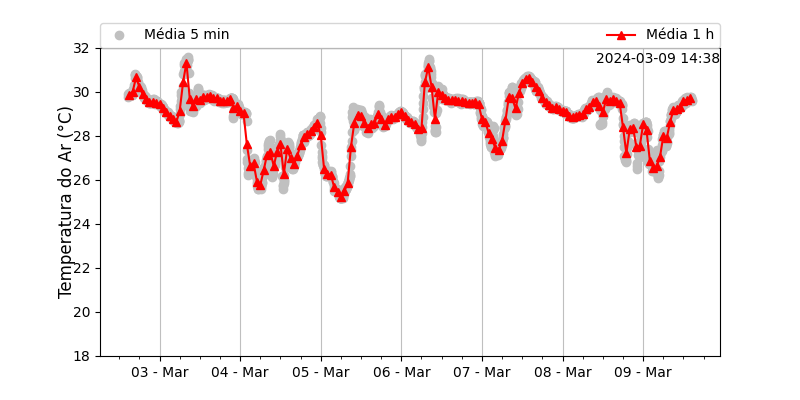 Média 5 min
Média 1 h
2024-03-09 14:38
Temperatura do Ar (°C)
32
30
28
26
24
22
20
18
03 - Mar
04 - Mar
05 - Mar
06 - Mar
07 - Mar
08 - Mar
09 - Mar